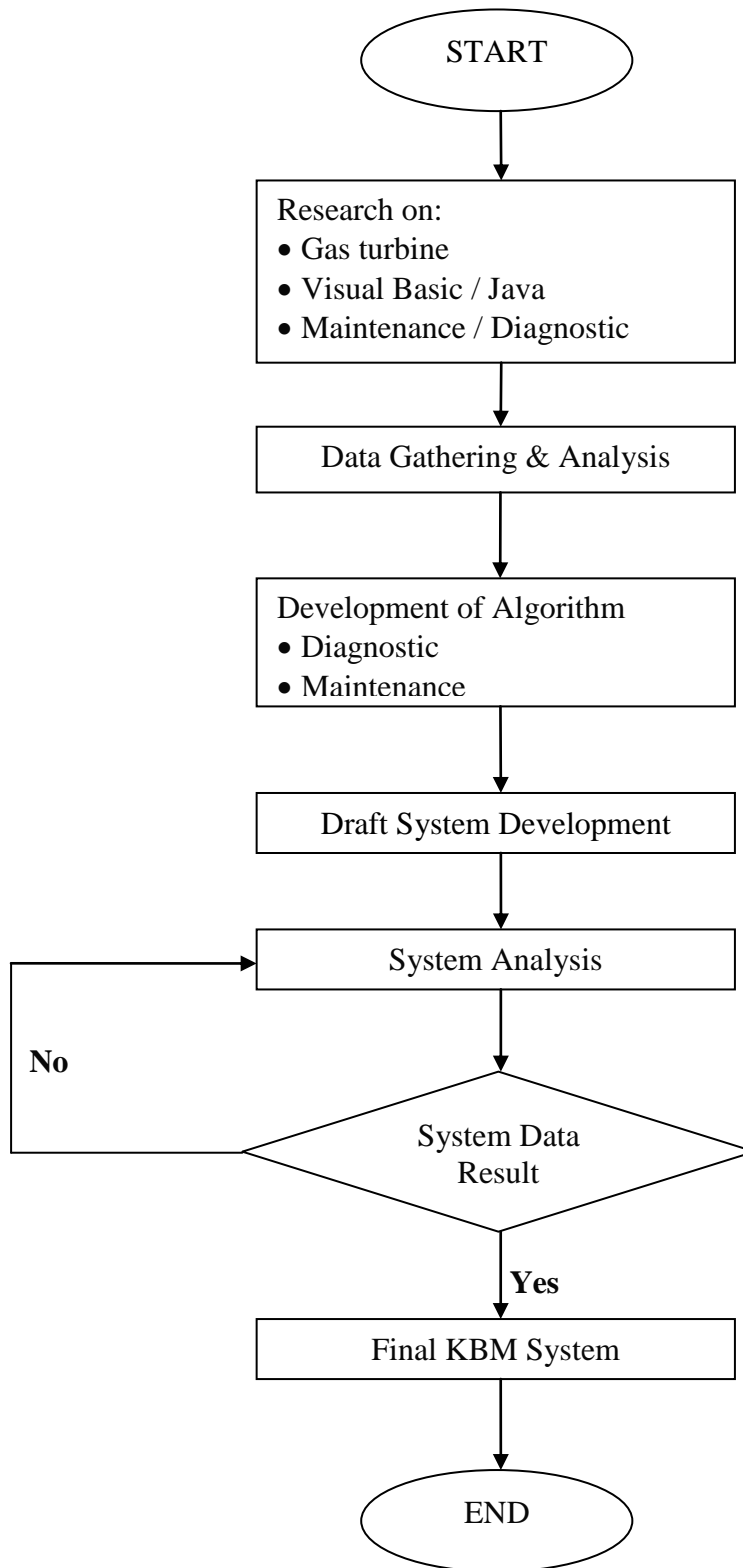 START
Research on:
• Gas turbine
• Visual Basic / Java
• Maintenance / Diagnostic
Data Gathering & Analysis
Development of Algorithm
• Diagnostic
• Maintenance
Draft System Development
System Analysis
No
System Data
Result
Yes
Final KBM System
END